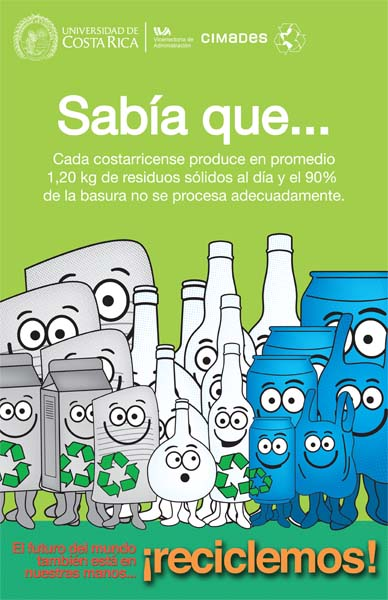 UNIVERSIDAD DE
COSTA RICA
VRA
Vicerrectoría de
Administración
CIMADES
Sabía que...
Cada costarricense produce en promedio
1,20 kg de residuos sólidos al día y el 90%
de la basura no se procesa adecuadamente.
El futuro del mundo
también está en
nuestras manos...
¡reciclemos!